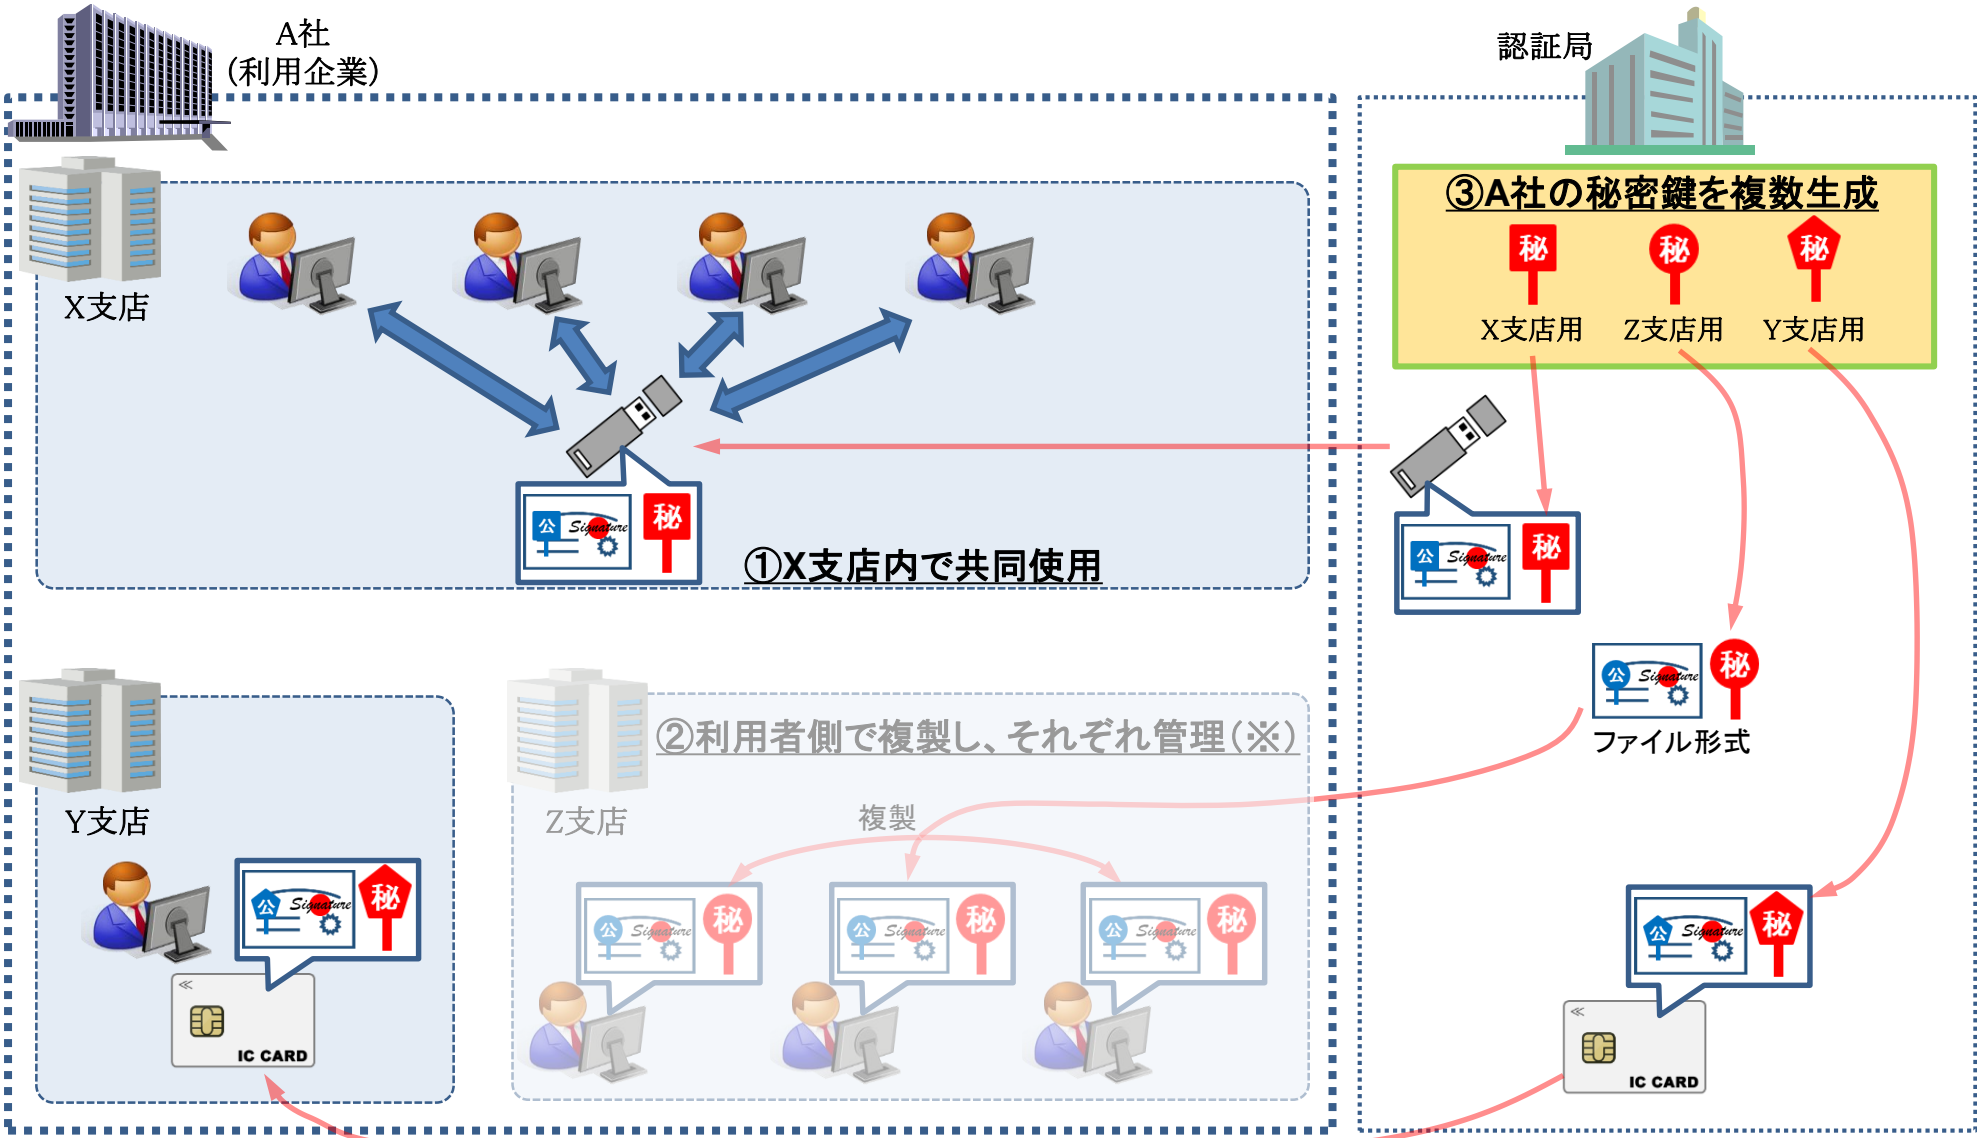 A社
(利用企業)
認証局
③A社の秘密鍵を複数生成
秘
秘
秘
X支店用
Z支店用
Y支店用
X支店
公
Signature
秘
①X支店内で共同使用
公
Signature
秘
公
Signature
秘
ファイル形式
Y支店
公
Signature
秘
IC CARD
②利用者側で複製し、それぞれ管理(※)
Z支店
複製
公
Signature
秘
公
Signature
秘
公
Signature
秘
公
Signature
秘
IC CARD